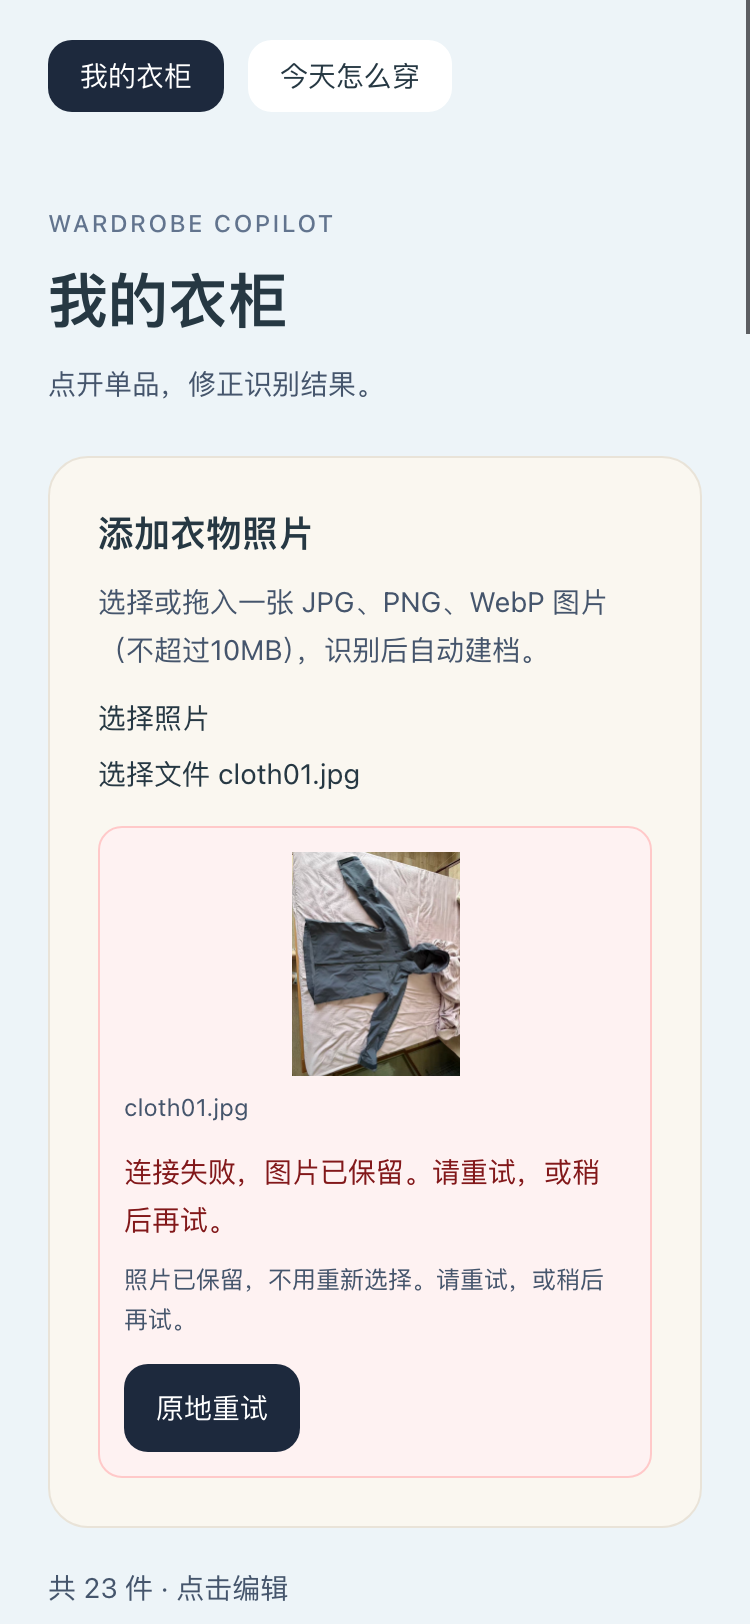 我的衣柜
今天怎么穿
WARDROBE COPILOT
我的衣柜
点开单品，修正识别结果。
添加衣物照片
选择或拖入一张 JPG、PNG、WebP 图片
（不超过10MB），识别后自动建档。
选择照片
选择文件 cloth01.jpg
cloth01.jpg
连接失败，图片已保留。请重试，或稍
后再试。
照片已保留，不用重新选择。请重试，或稍后
再试。
原地重试
共 23 件 · 点击编辑